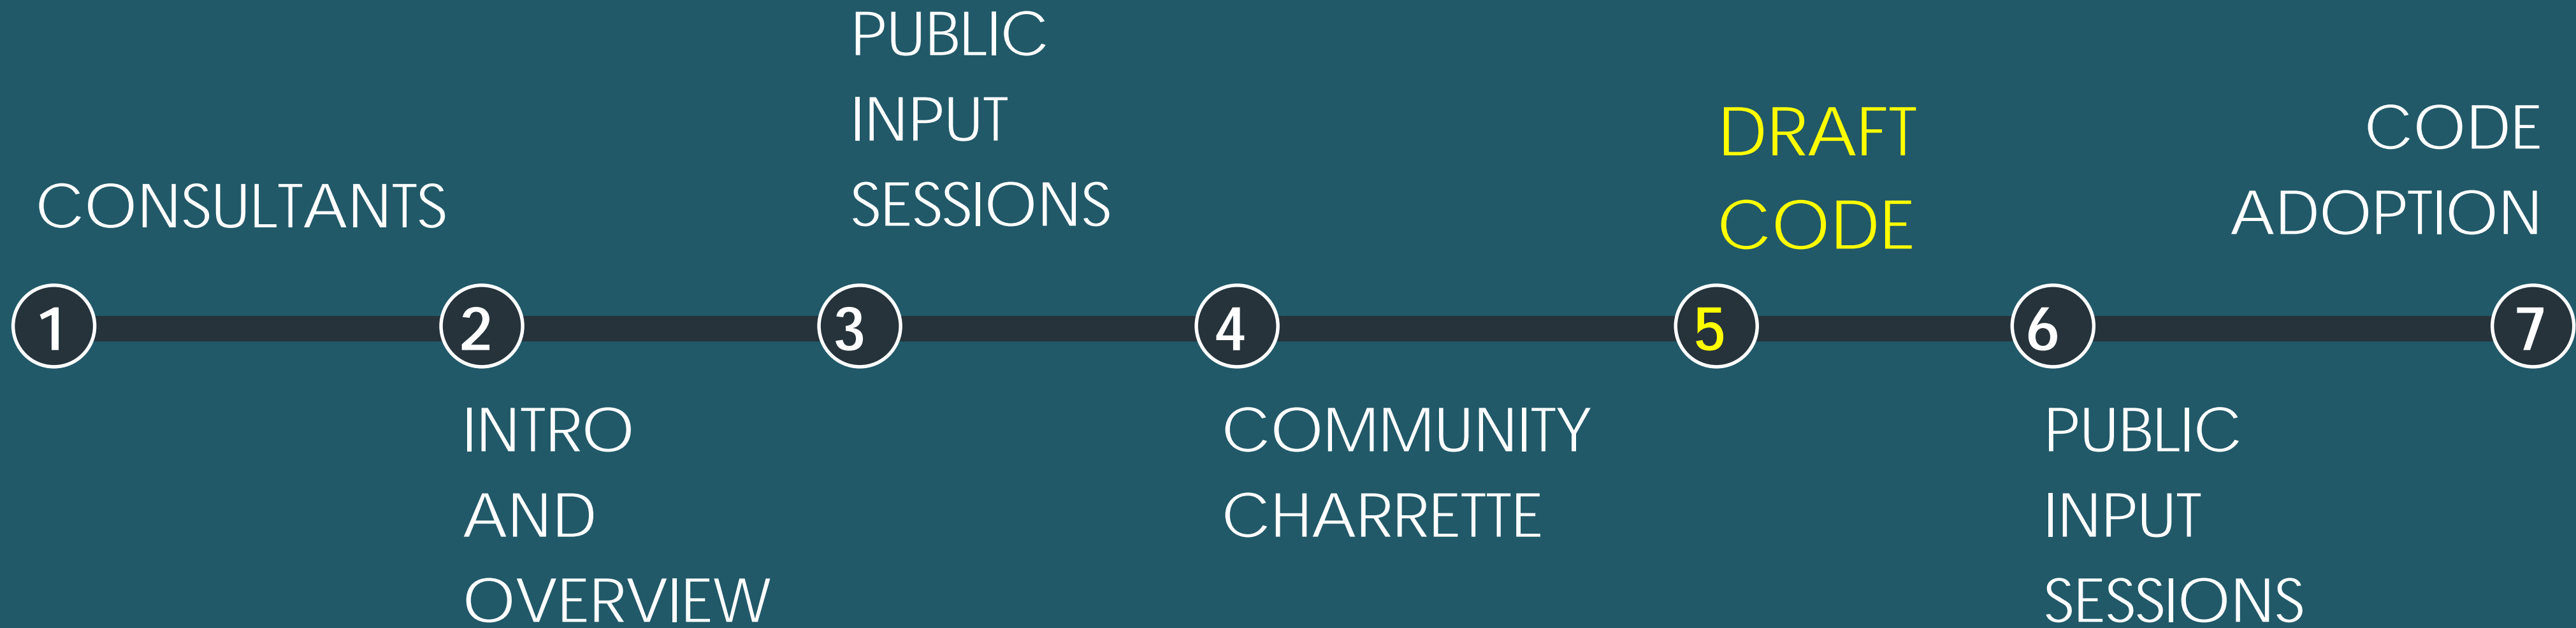 CONSULTANTS
PUBLIC
INPUT
SESSIONS
DRAFT
CODE
CODE
ADOPTION
1
2
3
4
5
6
7
INTRO
AND
OVERVIEW
COMMUNITY
CHARRETTE
PUBLIC
INPUT
SESSIONS